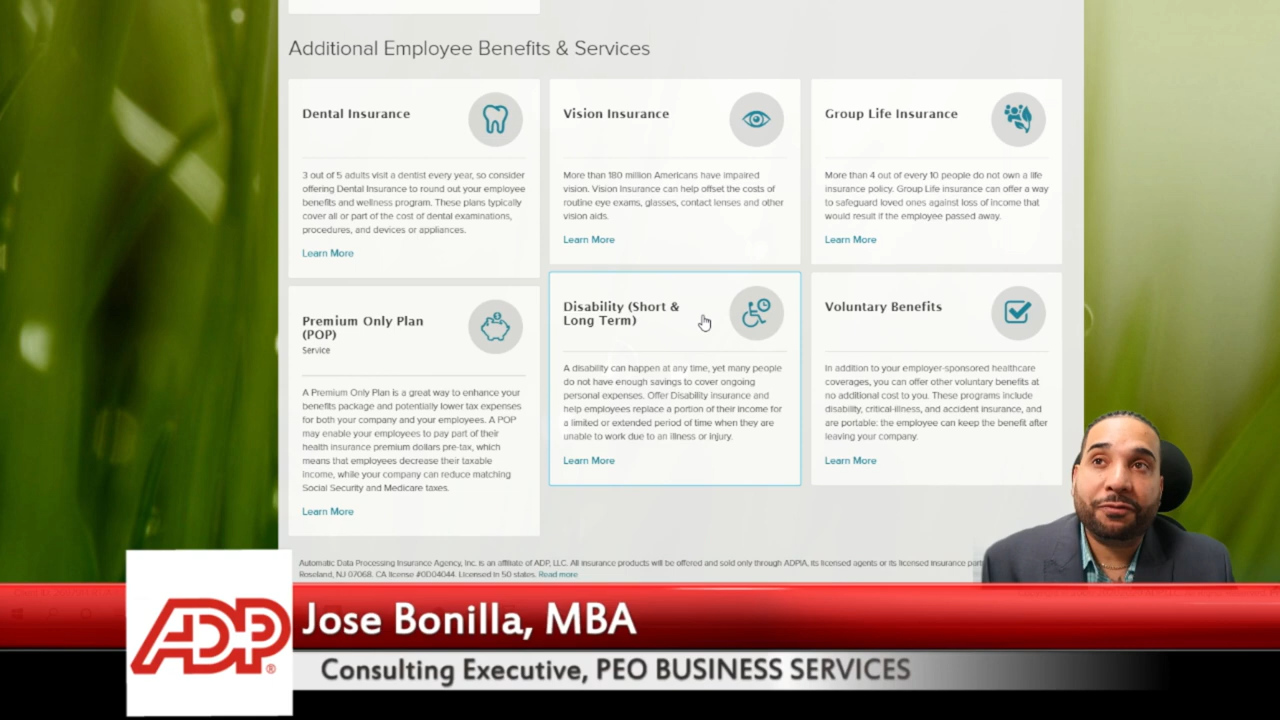 Additional Employee Benefits & Services
Dental Insurance
3 out of 5 adults visit a dentist every year, so consider
offering Dental Insurance to round out your employee
benefits and wellness program. These plans typically
cover all or part of the cost of dental examinations,
procedures, and devices or appliances.
Learn More
Vision Insurance
More than 180 million Americans have impaired
vision. Vision Insurance can help offset the costs of
routine eye exams, glasses, contact lenses and other
vision aids.
Learn More
Group Life Insurance
More than 4 out of every 10 people do not own a life
insurance policy. Group Life insurance can offer a way
to safeguard loved ones against loss of income that
would result if the employee passed away.
Learn More
Premium Only Plan
(POP)
Service
A Premium Only Plan is a great way to enhance your
benefits package and potentially lower tax expenses
for both your company and your employees. A POP
may enable your employees to pay part of their
health insurance premium dollars pre-tax, which
means that employees decrease their taxable
income, while your company can reduce matching
Social Security and Medicare taxes.
Learn More
Disability (Short &
Long Term)
A disability can happen at any time, yet many people
do not have enough savings to cover ongoing
personal expenses. Offer Disability insurance and
help employees replace a portion of their income for
a limited or extended period of time when they are
unable to work due to an illness or injury.
Learn More
Voluntary Benefits
In addition to your employer-sponsored healthcare
coverages, you can offer other voluntary benefits at
no additional cost to you. These programs include
disability, critical-illness, and accident insurance, and
are portable: the employee can keep the benefit after
leaving your company.
Learn More
Automatic Data Processing Insurance Agency, Inc. is an affiliate of ADP, LLC. All insurance products will be offered and sold only through ADPIA, its licensed agents or its licensed insurance
Roseland, NJ 07068. CA license #0D04044. Licensed in 50 states. Read more
ADP®
Jose Bonilla, MBA
Consulting Executive, PEO BUSINESS SERVICES